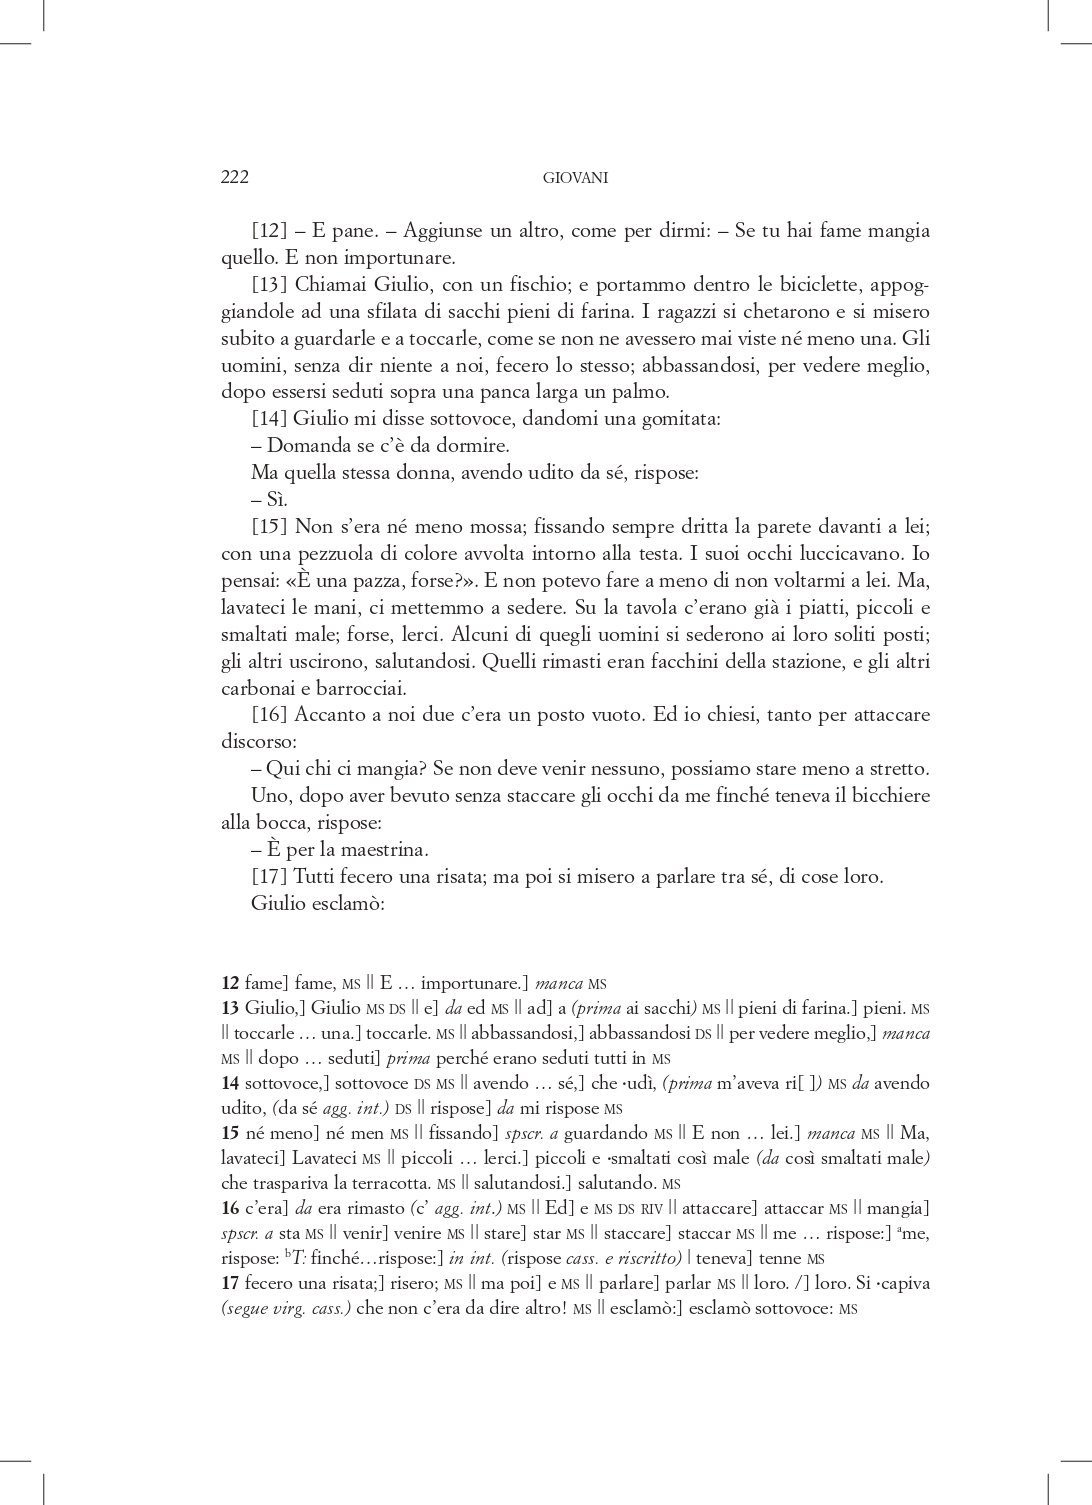 222
GIOVANI
[12] – E pane. – Aggiunse un altro, come per dirmi: – Se tu hai fame mangia
quello. E non importunare.
[13] Chiamai Giulio, con un fischio; e portammo dentro le biciclette, appog-
giandole ad una sfilata di sacchi pieni di farina. I ragazzi si chetarono e si misero
subito a guardarle e a toccarle, come se non ne avessero mai viste né meno una. Gli
uomini, senza dir niente a noi, fecero lo stesso; abbassandosi, per vedere meglio,
dopo essersi seduti sopra una panca larga un palmo.
[14] Giulio mi disse sottovoce, dandomi una gomitata:
– Domanda se c’è da dormire.
Ma quella stessa donna, avendo udito da sé, rispose:
– Sì.
[15] Non s’era né meno mossa; fissando sempre dritta la parete davanti a lei;
con una pezzuola di colore avvolta intorno alla testa. I suoi occhi luccicavano. Io
pensai: «È una pazza, forse?». E non potevo fare a meno di non voltarmi a lei. Ma,
lavateci le mani, ci mettemmo a sedere. Su la tavola c’erano già i piatti, piccoli e
smaltati male; forse, lerci. Alcuni di quegli uomini si sederono ai loro soliti posti;
gli altri uscirono, salutandosi. Quelli rimasti eran facchini della stazione, e gli altri
carbonai e barrocciai.
[16] Accanto a noi due c’era un posto vuoto. Ed io chiesi, tanto per attaccare
discorso:
– Qui chi ci mangia? Se non deve venir nessuno, possiamo stare meno a stretto.
Uno, dopo aver bevuto senza staccare gli occhi da me finché teneva il bicchiere
alla bocca, rispose:
– È per la maestrina.
[17] Tutti fecero una risata; ma poi si misero a parlare tra sé, di cose loro.
Giulio esclamò:
12 fame] fame, MS || E … importunare.] manca MS
13 Giulio,] Giulio MS DS || e] da ed MS || ad] a (prima ai sacchi) MS || pieni di farina.] pieni. MS
|| toccarle … una.] toccarle. MS || abbassandosi,] abbassandosi DS || per vedere meglio,] manca
MS || dopo … seduti] prima perché erano seduti tutti in MS
14 sottovoce,] sottovoce DS MS || avendo … sé,] che ·udì, (prima m’aveva ri[ ]) MS da avendo
udito, (da sé agg. int.) DS || rispose] da mi rispose MS
15 né meno] né men MS || fissando] spscr. a guardando MS || E non … lei.] manca MS || Ma,
lavateci] Lavateci MS || piccoli … lerci.] piccoli e ·smaltati così male (da così smaltati male)
che traspariva la terracotta. MS || salutandosi.] salutando. MS
16 c’era] da era rimasto (c’ agg. int.) MS || Ed] e MS DS RIV || attaccare] attaccar MS || mangia]
spscr. a sta MS || venir] venire MS || stare] star MS || staccare] staccar MS || me … rispose:] ᵃme,
rispose: ᵇT: finché…rispose:] in int. (rispose cass. e riscritto) | teneva] tenne MS
17 fecero una risata;] risero; MS || ma poi] e MS || parlare] parlar MS || loro. /] loro. Si ·capiva
(segue virg. cass.) che non c’era da dire altro! MS || esclamò:] esclamò sottovoce: MS